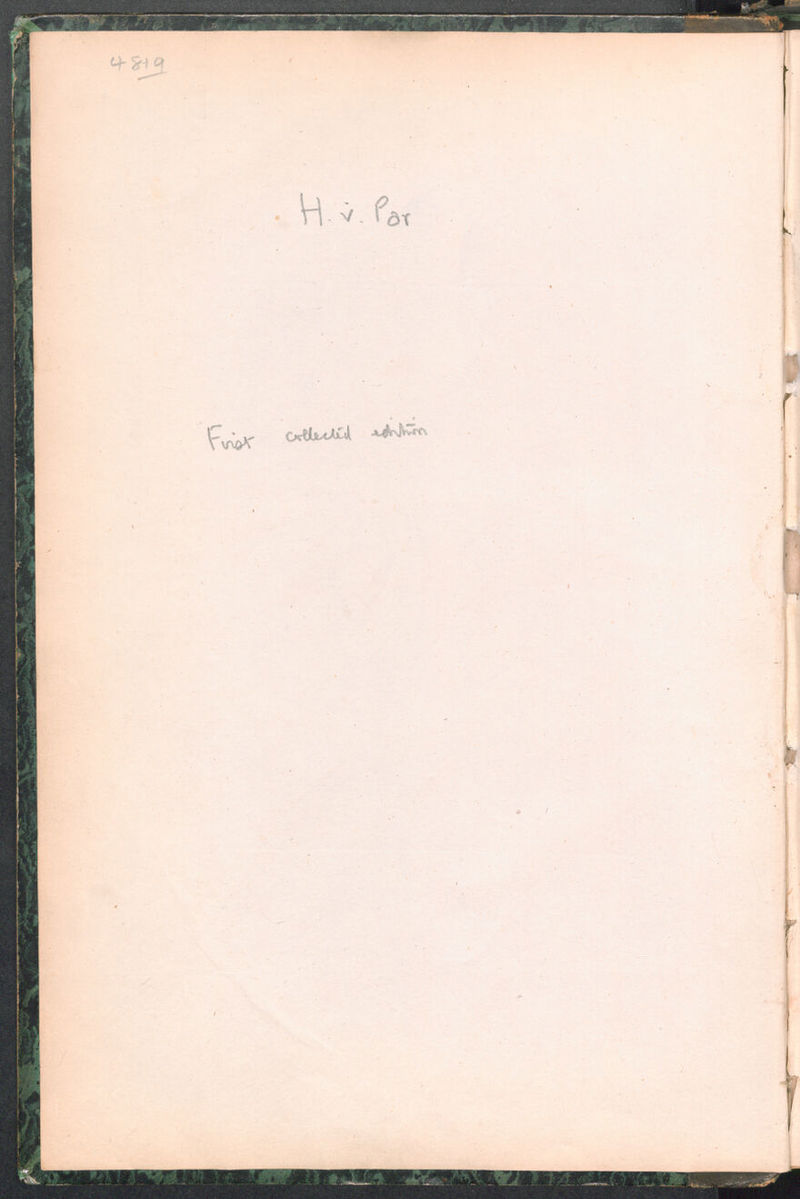 4819
H. v. Par
First collected edition